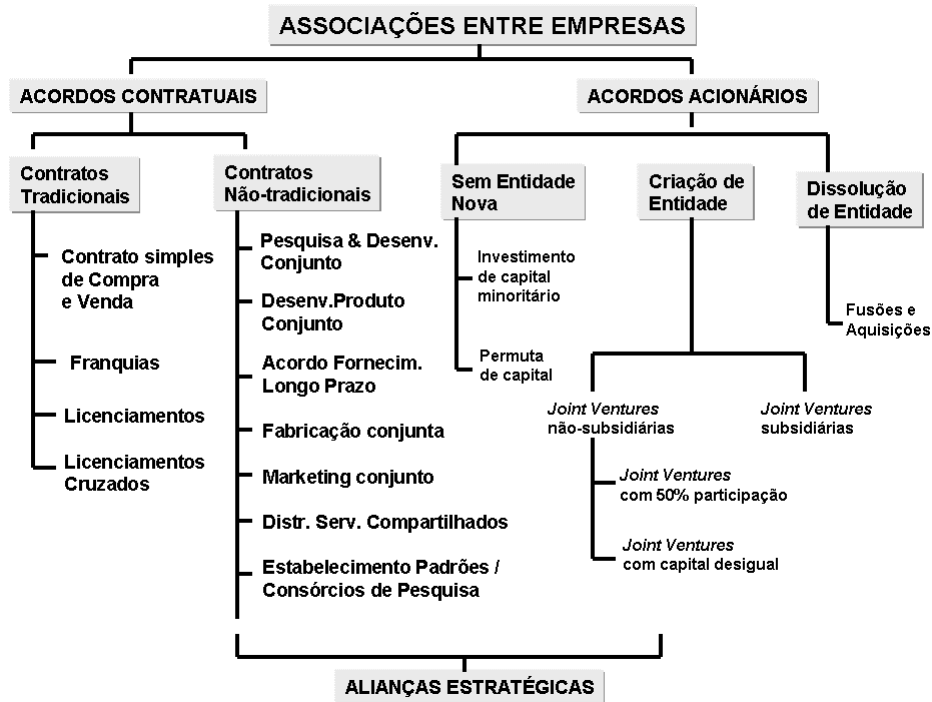 ASSOCIAÇÕES ENTRE EMPRESAS
ACORDOS CONTRATUAIS
ACORDOS ACIONÁRIOS
Contratos
Tradicionais
Contrato simples
de Compra
e Venda
Franquias
Licenciamentos
Licenciamentos
Cruzados
Contratos
Não-tradicionais
Pesquisa & Desenv.
Conjunto
Desenv.Produto
Conjunto
Acordo Fornecim.
Longo Prazo
Fabricação conjunta
Marketing conjunto
Distr. Serv. Compartilhados
Estabelecimento Padrões /
Consórcios de Pesquisa
Sem Entidade
Nova
Investimento
de capital
minoritário
Permuta
de capital
Criação de
Entidade
Joint Ventures
não-subsidiárias
Joint Ventures
com 50% participação
Joint Ventures
com capital desigual
Joint Ventures
subsidiárias
Dissolução
de Entidade
Fusões e
Aquisições
ALIANÇAS ESTRATÉGICAS